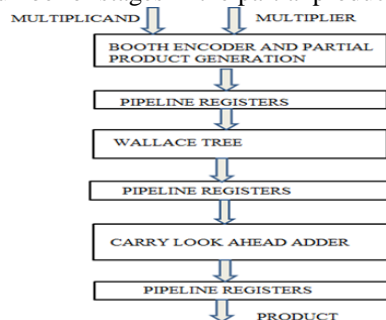 MULTIPLICAND MULTIPLIER
BOOTH ENCODER AND PARTIAL
PRODUCT GENERATION
PIPELINE REGISTERS
WALLACE TREE
PIPELINE REGISTERS
CARRY LOOK AHEAD ADDER
PIPELINE REGISTERS
PRODUCT